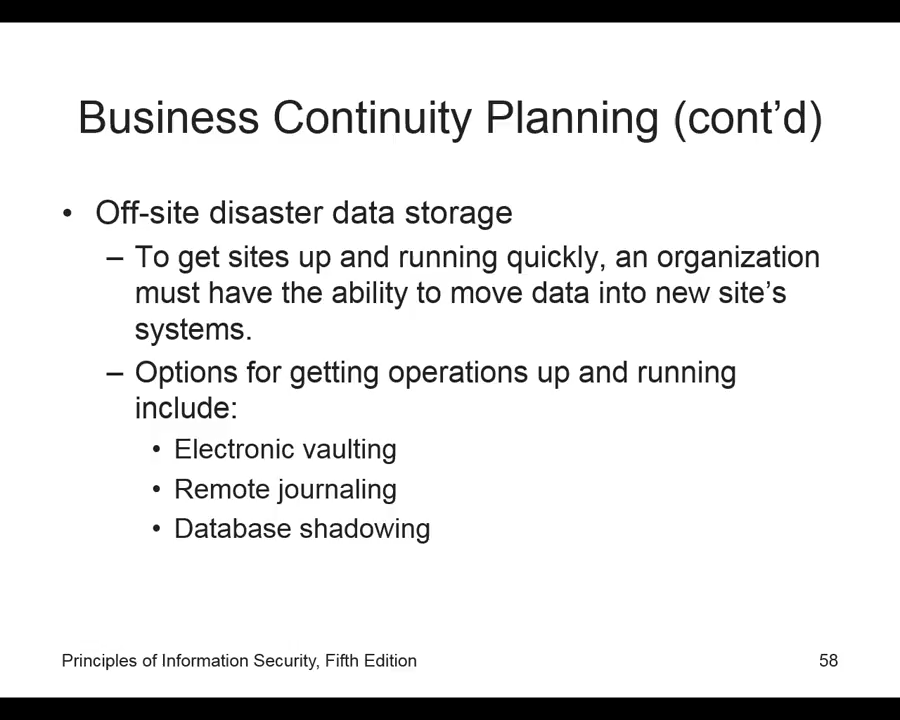 Business Continuity Planning (cont’d)
• Off-site disaster data storage
– To get sites up and running quickly, an organization
must have the ability to move data into new site’s
systems.
– Options for getting operations up and running
include:
• Electronic vaulting
• Remote journaling
• Database shadowing
Principles of Information Security, Fifth Edition
58